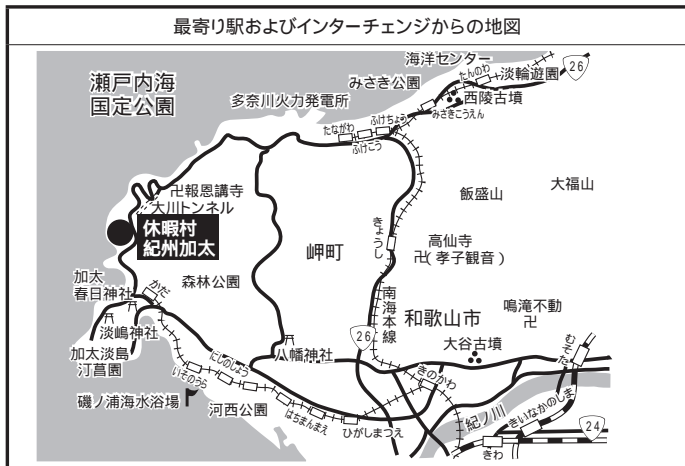 最寄り駅およびインターチェンジからの地図
海洋センター
26
瀬戸内海
国定公園
みさき公園
たんのわ
淡輪遊園
多奈川火力発電所
西陵古墳
みさきこうえん
たながわ
ふけちょう
ふけこう
卍報恩講寺
大川トンネル
飯盛山
大福山
休暇村
紀州加太
きょうし
高仙寺
卍(孝子観音)
岬町
加太
春日神社
かだ
森林公園
南海本線
和歌山市
鳴滝不動
卍
淡嶋神社
26
大谷古墳
むそた
加太淡島
汀菖園
にしのしょう
八幡神社
いそのうら
きのかわ
磯ノ浦海水浴場
河西公園
はちまんまえ
ひがしまつえ
紀ノ川
きいなかのしま
24
きわ